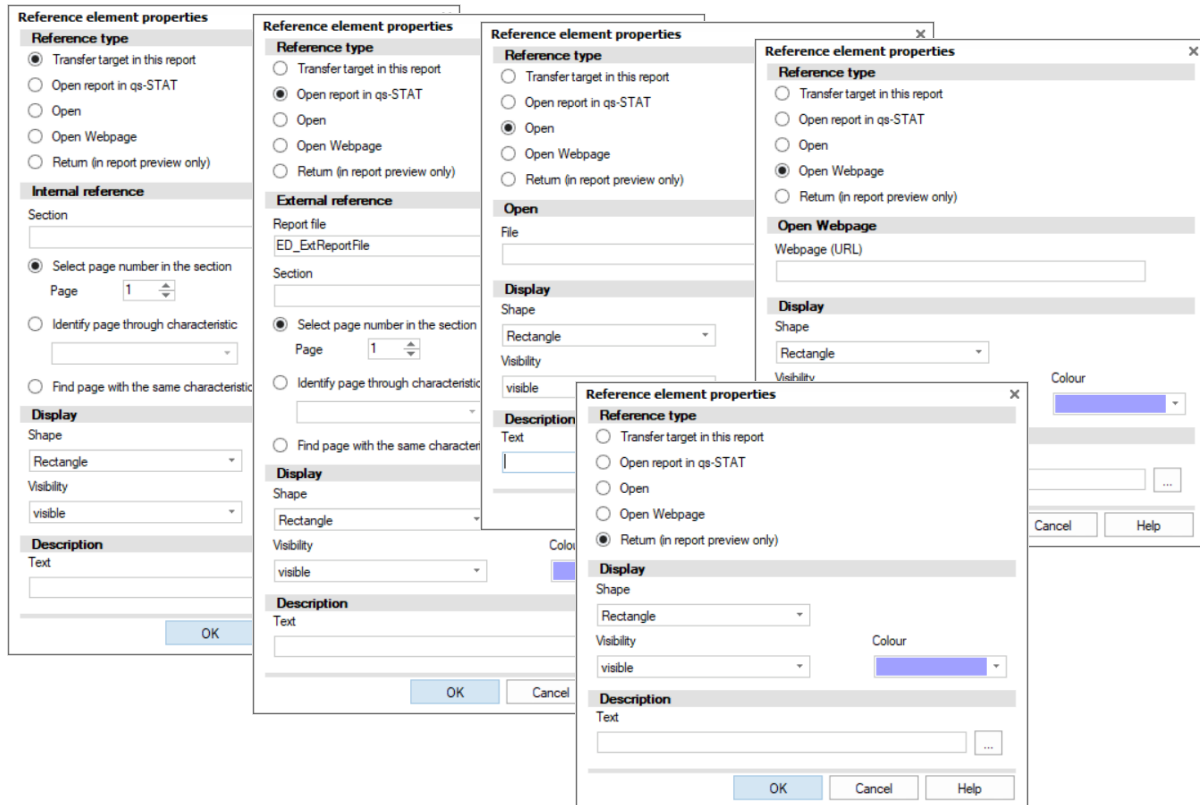 Reference element properties
Reference type
Transfer target in this report
Open report in qs-STAT
Open
Open Webpage
Return (in report preview only)
Internal reference
Section
Select page number in the section
Page 1
Identify page through characteristic
Find page with the same characteristic
Display
Shape
Rectangle
Visibility
visible
Description
Text
OK
Reference element properties
Reference type
Transfer target in this report
Open report in qs-STAT
Open
Open Webpage
Return (in report preview only)
External reference
Report file
ED_ExtReportFile
Section
Select page number in the section
Page 1
Identify page through characteristic
Find page with the same
Display
Shape
Rectangle
Visibility
visible
Description
Text
OK Cancel
Reference element properties
Reference type
Transfer target in this report
Open report in qs-STAT
Open
Open Webpage
Return (in report preview only)
Open
File
Display
Shape
Rectangle
Visibility
visible
Description
Text
Reference element properties
Reference type
Transfer target in this report
Open report in qs-STAT
Open
Open Webpage
Return (in report preview only)
Open Webpage
Webpage (URL)
Display
Shape
Rectangle
Visibility Colour
...
Cancel Help
Reference element properties
Reference type
Transfer target in this report
Open report in qs-STAT
Open
Open Webpage
Return (in report preview only)
Display
Shape
Rectangle
Visibility Colour
visible
Description
Text
...
OK Cancel Help